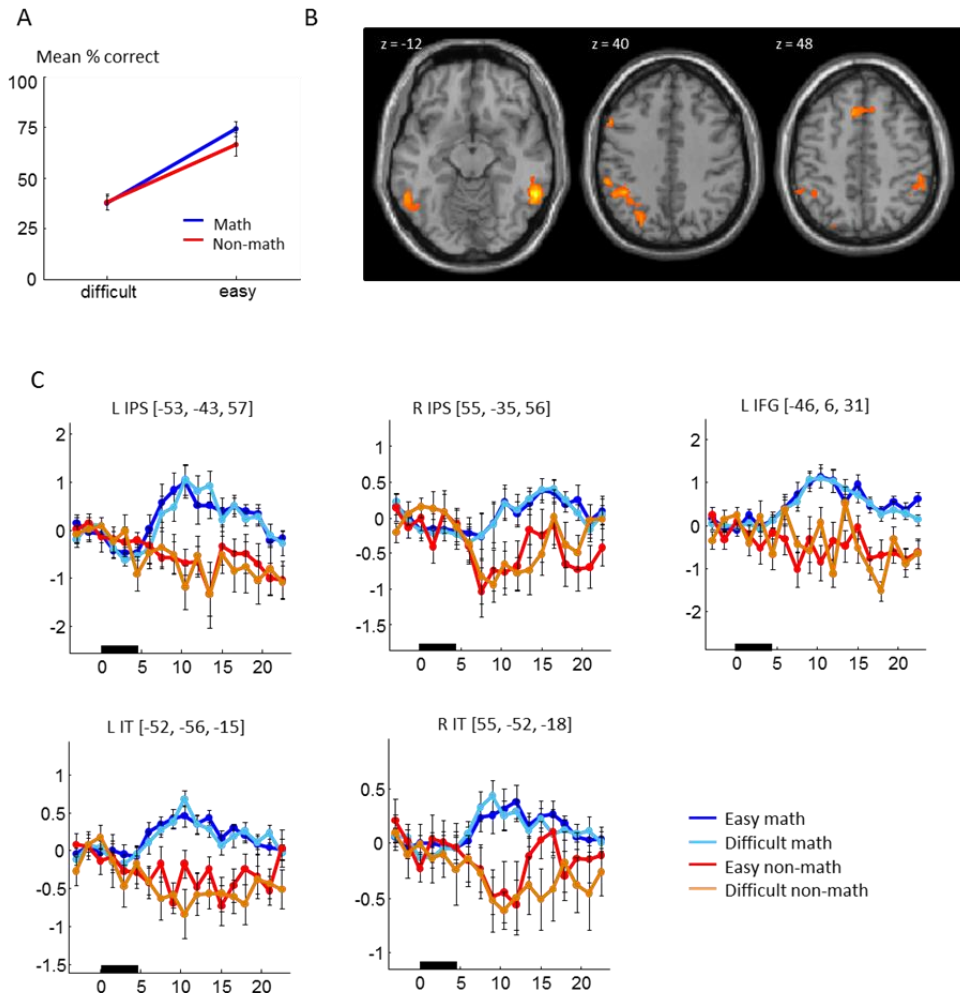 A
Mean % correct
100
75
50
25
0
difficult
easy
Math
Non-math
B
z = -12
z = 40
z = 48
C
L IPS [-53, -43, 57]
2
1
0
-1
-2
0 5 10 15 20
R IPS [55, -35, 56]
1
0.5
0
-0.5
-1
-1.5
0 5 10 15 20
L IFG [-46, 6, 31]
2
1
0
-1
-2
0 5 10 15 20
L IT [-52, -56, -15]
1
0.5
0
-0.5
-1
-1.5
0 5 10 15 20
R IT [55, -52, -18]
0.5
0
-0.5
-1
0 5 10 15 20
Easy math
Difficult math
Easy non-math
Difficult non-math